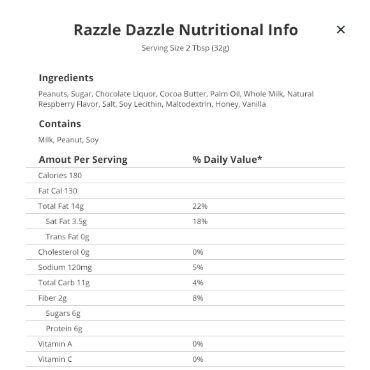 Razzle Dazzle Nutritional Info ✕
Serving Size 2 Tbsp (32g)
Ingredients
Peanuts, Sugar, Chocolate Liquor, Cocoa Butter, Palm Oil, Whole Milk, Natural
Respberry Flavor, Salt, Soy Lecithin, Maltodextrin, Honey, Vanilla
Contains
Milk, Peanut, Soy
Amout Per Serving % Daily Value*
Calories 180
Fat Cal 130
Total Fat 14g 22%
Sat Fat 3.5g 18%
Trans Fat 0g
Cholesterol 0g 0%
Sodium 120mg 5%
Total Carb 11g 4%
Fiber 2g 8%
Sugars 6g
Protein 6g
Vitamin A 0%
Vitamin C 0%